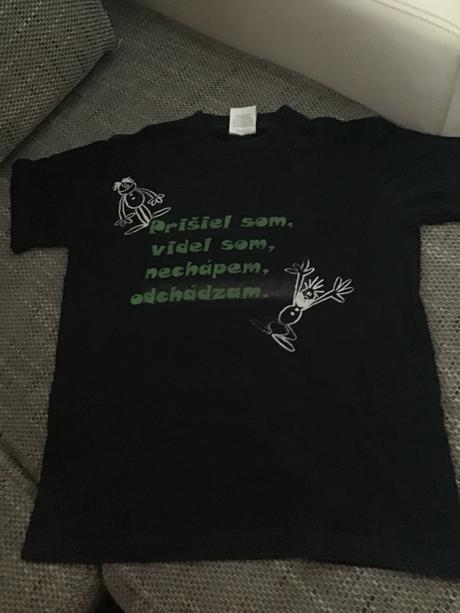 Prišiel som,
videl som,
nechápem,
odchádzam.